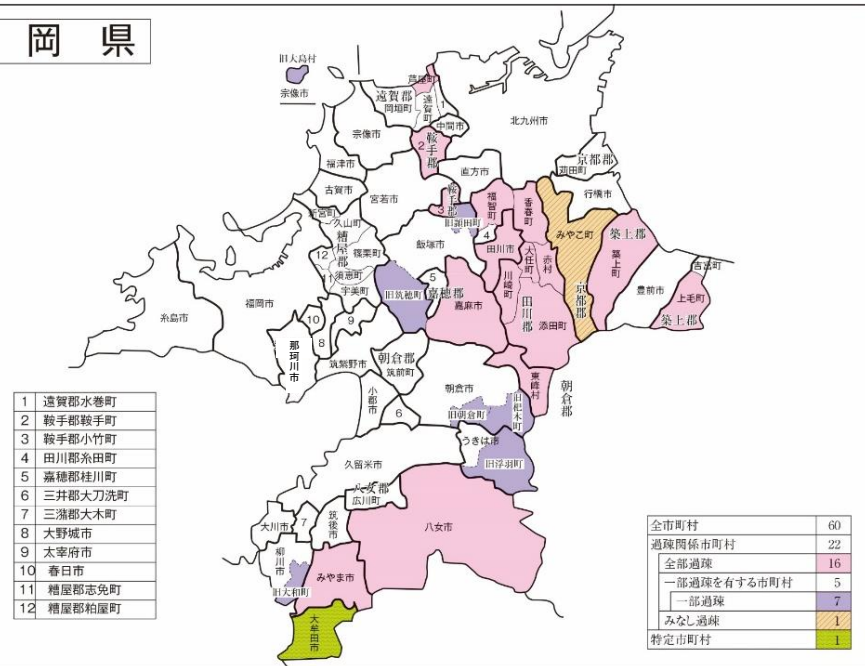 岡 県
旧大島村
宗像市
芦屋町
遠賀郡
岡垣町
遠賀町
1
中間市
北九州市
宗像市
2
鞍手郡
直方市
京都郡
苅田町
行橋市
福津市
古賀市
宮若市
新宮町
久山町
糟屋郡
篠栗町
須恵町
宇美町
12
11
鞍手郡
3
旧頴田町
福智町
香春町
みやこ町
築上郡
築上町
吉富町
飯塚市
4
田川市
大任町
赤村
川崎町
田川郡
添田町
京都郡
豊前市
上毛町
築上郡
糸島市
福岡市
旧筑穂町
5
嘉穂郡
嘉麻市
10
9
8
那珂川市
筑紫野市
朝倉郡
筑前町
東峰村
朝倉郡
小郡市
6
朝倉市
旧朝倉町
旧杷木町
うきは市
旧浮羽町
久留米市
八女郡
広川町
大川市
7
筑後市
八女市
柳川市
旧大和町
みやま市
大牟田市
1 遠賀郡水巻町
2 鞍手郡鞍手町
3 鞍手郡小竹町
4 田川郡糸田町
5 嘉穂郡桂川町
6 三井郡大刀洗町
7 三潴郡大木町
8 大野城市
9 太宰府市
10 春日市
11 糟屋郡志免町
12 糟屋郡粕屋町
全市町村 60
過疎関係市町村 22
全部過疎 16
一部過疎を有する市町村 5
一部過疎 7
みなし過疎 1
特定市町村 1